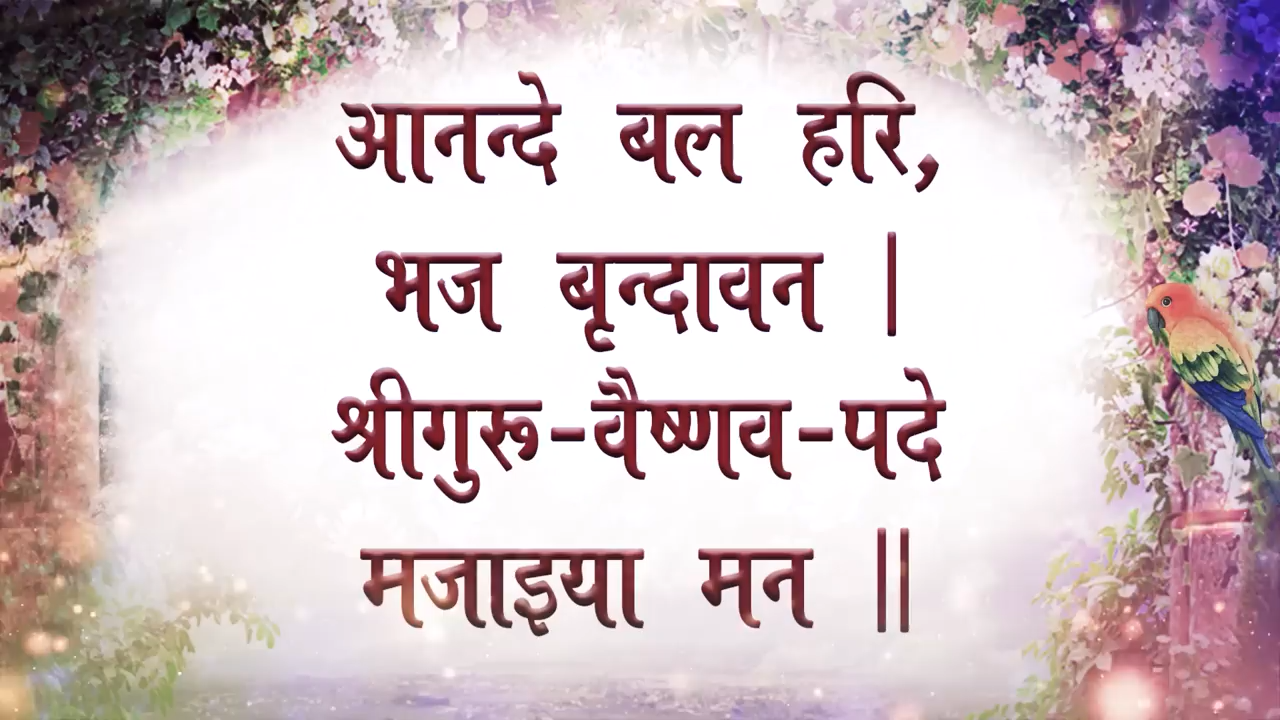 आनन्दे बल हरि,
भज बृन्दावन |
श्रीगुरू-वैष्णव-पदे
मजाइया मन ||